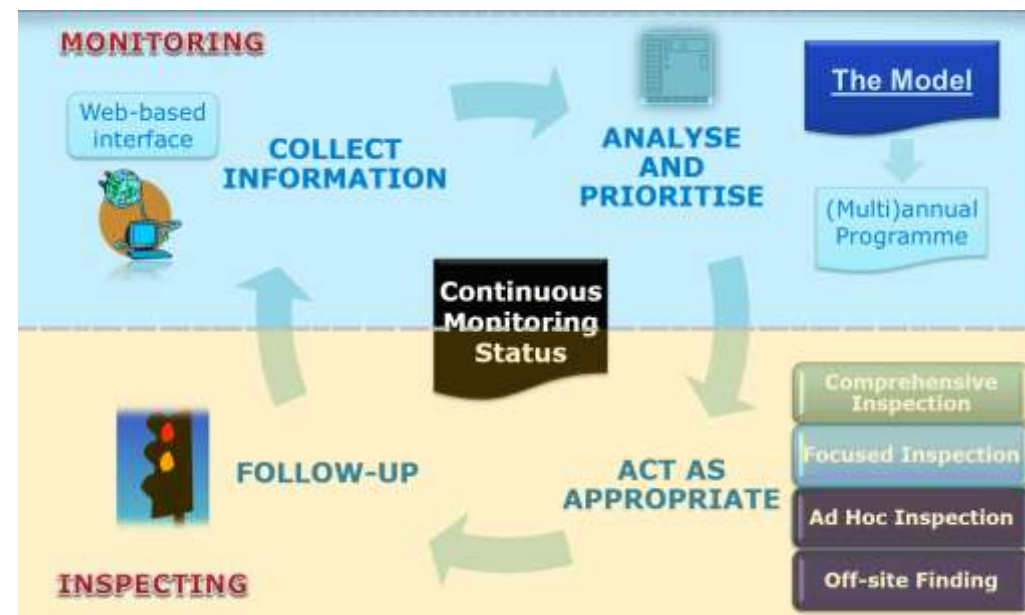 MONITORING
Web-based
interface
COLLECT
INFORMATION
ANALYSE
AND
PRIORITISE
The Model
(Multi)annual
Programme
Continuous
Monitoring
Status
Comprehensive
Inspection
Focused Inspection
Ad Hoc Inspection
Off-site Finding
ACT AS
APPROPRIATE
FOLLOW-UP
INSPECTING